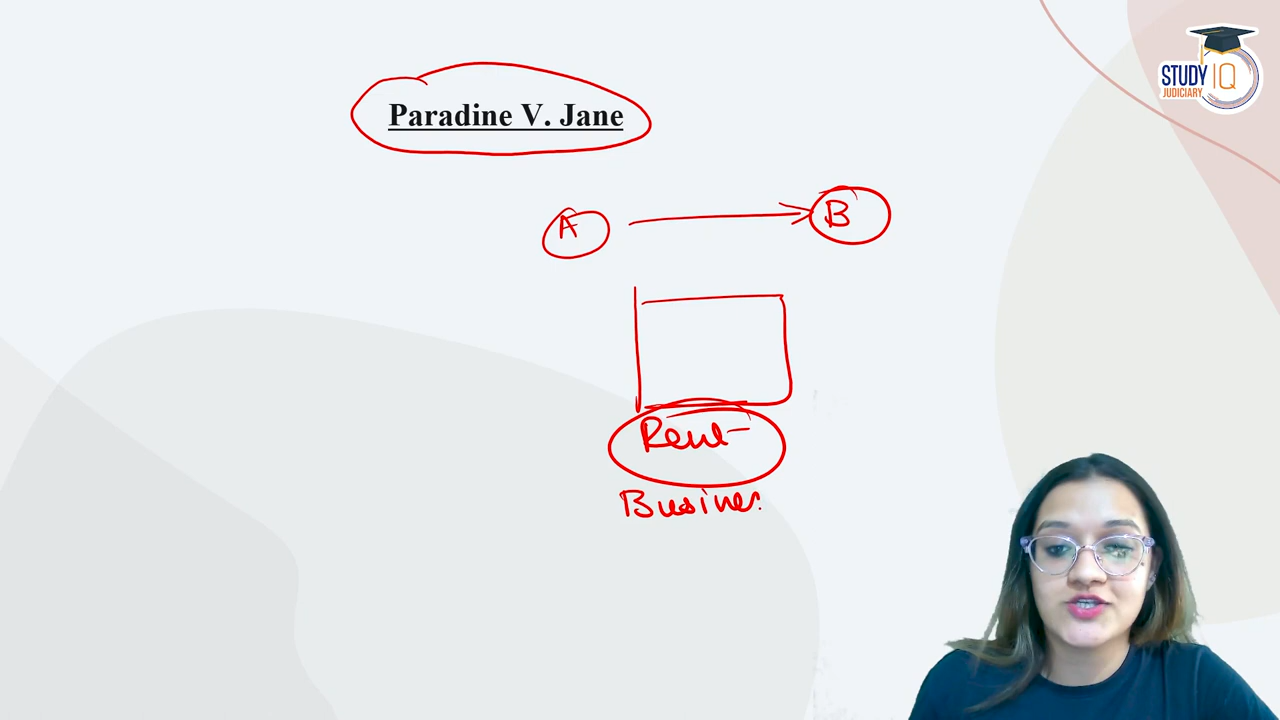 STUDY IQ
JUDICIARY
Paradine V. Jane
A
B
Rent
Busines